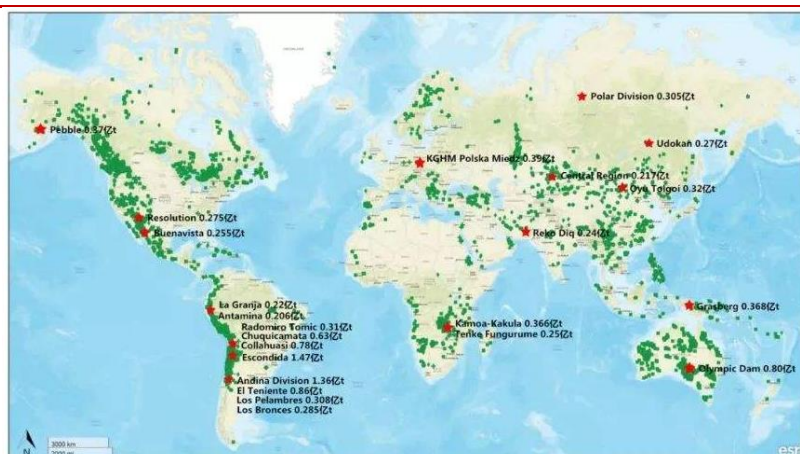 Polar Division 0.305亿t
Pebble 0.37亿t
Udokan 0.27亿t
KGHM Polska Miedz 0.39亿t
Central Region 0.217亿t
Oyu Tolgoi 0.32亿t
Resolution 0.275亿t
Buenavista 0.255亿t
Reko Diq 0.24亿t
La Granja 0.22亿t
Antamina 0.206亿t
Grasberg 0.368亿t
Radomiro Tomic 0.31亿t
Chuquicamata 0.63亿t
Collahuasi 0.78亿t
Kamoa-Kakula 0.366亿t
Tenke Fungurume 0.25亿t
Escondida 1.47亿t
Olympic Dam 0.80亿t
Andina Division 1.36亿t
El Teniente 0.86亿t
Los Pelambres 0.308亿t
Los Bronces 0.285亿t
N
3000 km
esri